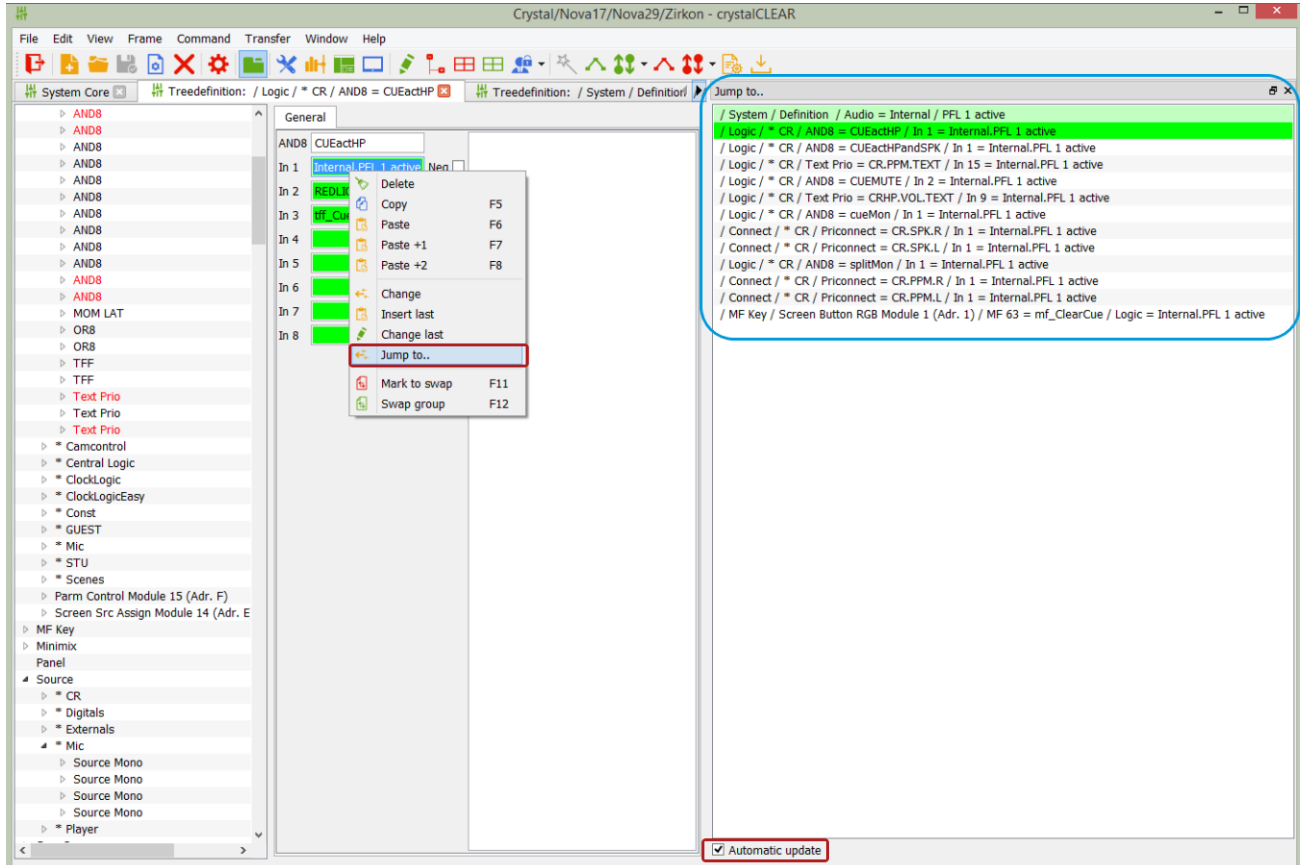 Crystal/Nova17/Nova29/Zirkon - crystalCLEAR
File Edit View Frame Command Transfer Window Help
System Core
Treedefinition: / Logic / * CR / AND8 = CUEactHP
Treedefinition: / System / Definition
AND8
AND8
AND8
AND8
AND8
AND8
AND8
AND8
AND8
AND8
AND8
AND8
MOM LAT
OR8
OR8
TFF
TFF
Text Prio
Text Prio
Text Prio
* Camcontrol
* Central Logic
* ClockLogic
* ClockLogicEasy
* Const
* GUEST
* Mic
* STU
* Scenes
Parm Control Module 15 (Adr. F)
Screen Src Assign Module 14 (Adr. E
MF Key
Minimix
Panel
Source
* CR
* Digitals
* Externals
* Mic
Source Mono
Source Mono
Source Mono
Source Mono
* Player
General
AND8 CUEactHP
In 1 Internal.PFL 1 active Neg
In 2 REDLI
In 3 tff_Cue
In 4
In 5
In 6
In 7
In 8
Delete
Copy F5
Paste F6
Paste +1 F7
Paste +2 F8
Change
Insert last
Change last
Jump to..
Mark to swap F11
Swap group F12
Jump to..
/ System / Definition / Audio = Internal / PFL 1 active
/ Logic / * CR / AND8 = CUEactHP / In 1 = Internal.PFL 1 active
/ Logic / * CR / AND8 = CUEactHPandSPK / In 1 = Internal.PFL 1 active
/ Logic / * CR / Text Prio = CR.PPM.TEXT / In 15 = Internal.PFL 1 active
/ Logic / * CR / AND8 = CUEMUTE / In 2 = Internal.PFL 1 active
/ Logic / * CR / Text Prio = CRHP.VOL.TEXT / In 9 = Internal.PFL 1 active
/ Logic / * CR / AND8 = cueMon / In 1 = Internal.PFL 1 active
/ Connect / * CR / Priconnect = CR.SPK.R / In 1 = Internal.PFL 1 active
/ Connect / * CR / Priconnect = CR.SPK.L / In 1 = Internal.PFL 1 active
/ Logic / * CR / AND8 = splitMon / In 1 = Internal.PFL 1 active
/ Connect / * CR / Priconnect = CR.PPM.R / In 1 = Internal.PFL 1 active
/ Connect / * CR / Priconnect = CR.PPM.L / In 1 = Internal.PFL 1 active
/ MF Key / Screen Button RGB Module 1 (Adr. 1) / MF 63 = mf_ClearCue / Logic = Internal.PFL 1 active
Automatic update